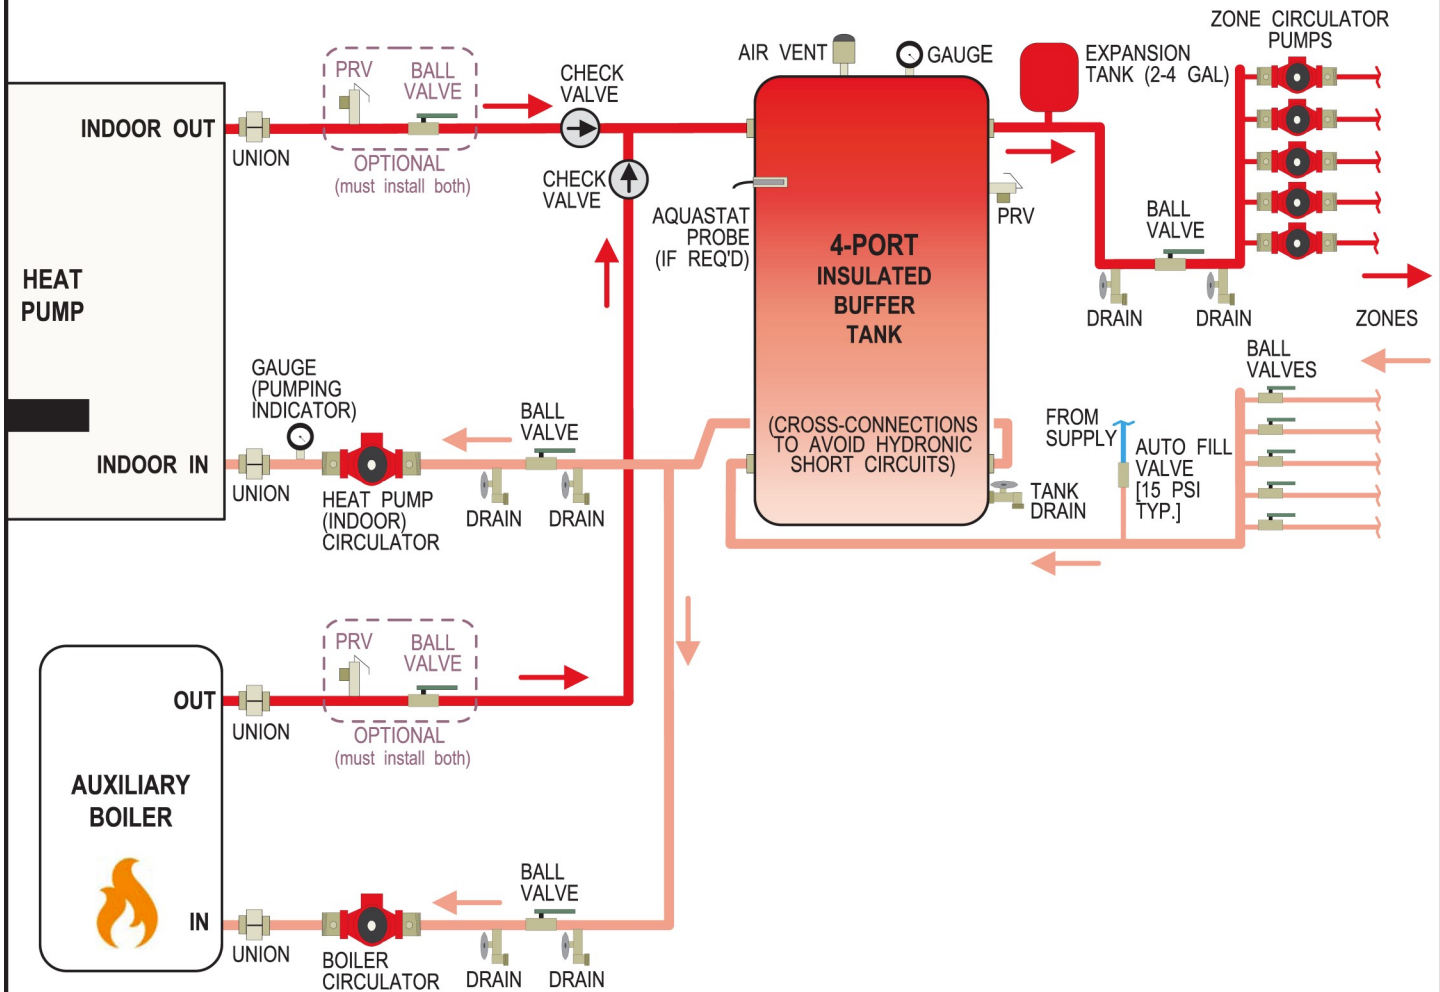 ZONE CIRCULATOR
PUMPS
AIR VENT
GAUGE
EXPANSION
TANK (2-4 GAL)
PRV
BALL
VALVE
CHECK
VALVE
INDOOR OUT
UNION
OPTIONAL
(must install both)
CHECK
VALVE
AQUASTAT
PROBE
(IF REQ'D)
PRV
BALL
VALVE
4-PORT
INSULATED
BUFFER
TANK
HEAT
PUMP
DRAIN
DRAIN
ZONES
BALL
VALVES
GAUGE
(PUMPING
INDICATOR)
BALL
VALVE
(CROSS-CONNECTIONS
TO AVOID HYDRONIC
SHORT CIRCUITS)
FROM
SUPPLY
AUTO FILL
VALVE
[15 PSI
TYP.]
INDOOR IN
UNION
HEAT PUMP
(INDOOR)
CIRCULATOR
DRAIN
DRAIN
TANK
DRAIN
PRV
BALL
VALVE
OUT
UNION
OPTIONAL
(must install both)
AUXILIARY
BOILER
BALL
VALVE
IN
UNION
BOILER
CIRCULATOR
DRAIN
DRAIN